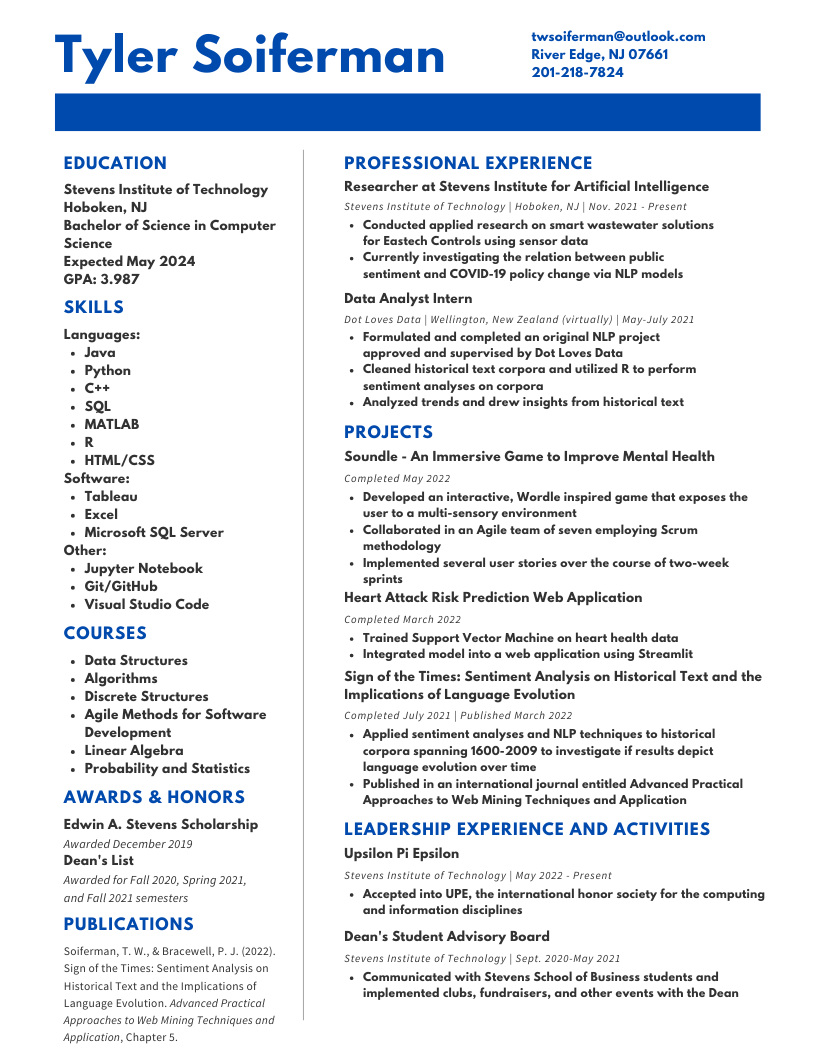 Tyler Soiferman
twsoiferman@outlook.com
River Edge, NJ 07661
201-218-7824
EDUCATION
Stevens Institute of Technology
Hoboken, NJ
Bachelor of Science in Computer
Science
Expected May 2024
GPA: 3.987
SKILLS
Languages:
• Java
• Python
• C++
• SQL
• MATLAB
• R
• HTML/CSS
Software:
• Tableau
• Excel
• Microsoft SQL Server
Other:
• Jupyter Notebook
• Git/GitHub
• Visual Studio Code
COURSES
• Data Structures
• Algorithms
• Discrete Structures
• Agile Methods for Software
Development
• Linear Algebra
• Probability and Statistics
AWARDS & HONORS
Edwin A. Stevens Scholarship
Awarded December 2019
Dean's List
Awarded for Fall 2020, Spring 2021,
and Fall 2021 semesters
PUBLICATIONS
Soiferman, T. W., & Bracewell, P. J. (2022).
Sign of the Times: Sentiment Analysis on
Historical Text and the Implications of
Language Evolution. Advanced Practical
Approaches to Web Mining Techniques and
Application, Chapter 5.
PROFESSIONAL EXPERIENCE
Researcher at Stevens Institute for Artificial Intelligence
Stevens Institute of Technology | Hoboken, NJ | Nov. 2021 - Present
• Conducted applied research on smart wastewater solutions
for Eastech Controls using sensor data
• Currently investigating the relation between public
sentiment and COVID-19 policy change via NLP models
Data Analyst Intern
Dot Loves Data | Wellington, New Zealand (virtually) | May-July 2021
• Formulated and completed an original NLP project
approved and supervised by Dot Loves Data
• Cleaned historical text corpora and utilized R to perform
sentiment analyses on corpora
• Analyzed trends and drew insights from historical text
PROJECTS
Soundle - An Immersive Game to Improve Mental Health
Completed May 2022
• Developed an interactive, Wordle inspired game that exposes the
user to a multi-sensory environment
• Collaborated in an Agile team of seven employing Scrum
methodology
• Implemented several user stories over the course of two-week
sprints
Heart Attack Risk Prediction Web Application
Completed March 2022
• Trained Support Vector Machine on heart health data
• Integrated model into a web application using Streamlit
Sign of the Times: Sentiment Analysis on Historical Text and the
Implications of Language Evolution
Completed July 2021 | Published March 2022
• Applied sentiment analyses and NLP techniques to historical
corpora spanning 1600-2009 to investigate if results depict
language evolution over time
• Published in an international journal entitled Advanced Practical
Approaches to Web Mining Techniques and Application
LEADERSHIP EXPERIENCE AND ACTIVITIES
Upsilon Pi Epsilon
Stevens Institute of Technology | May 2022 - Present
• Accepted into UPE, the international honor society for the computing
and information disciplines
Dean's Student Advisory Board
Stevens Institute of Technology | Sept. 2020-May 2021
• Communicated with Stevens School of Business students and
implemented clubs, fundraisers, and other events with the Dean